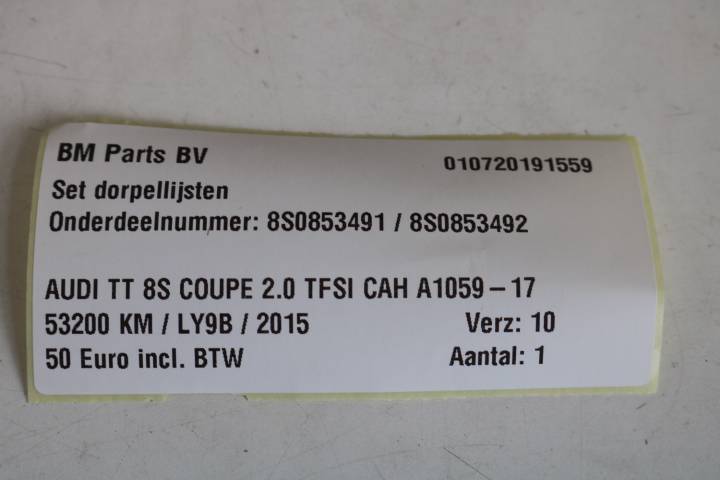 BM Parts BV 010720191559
Set dorpellijsten
Onderdeelnummer: 8S0853491 / 8S0853492
AUDI TT 8S COUPE 2.0 TFSI CAH A1059 – 17
53200 KM / LY9B / 2015 Verz: 10
50 Euro incl. BTW Aantal: 1